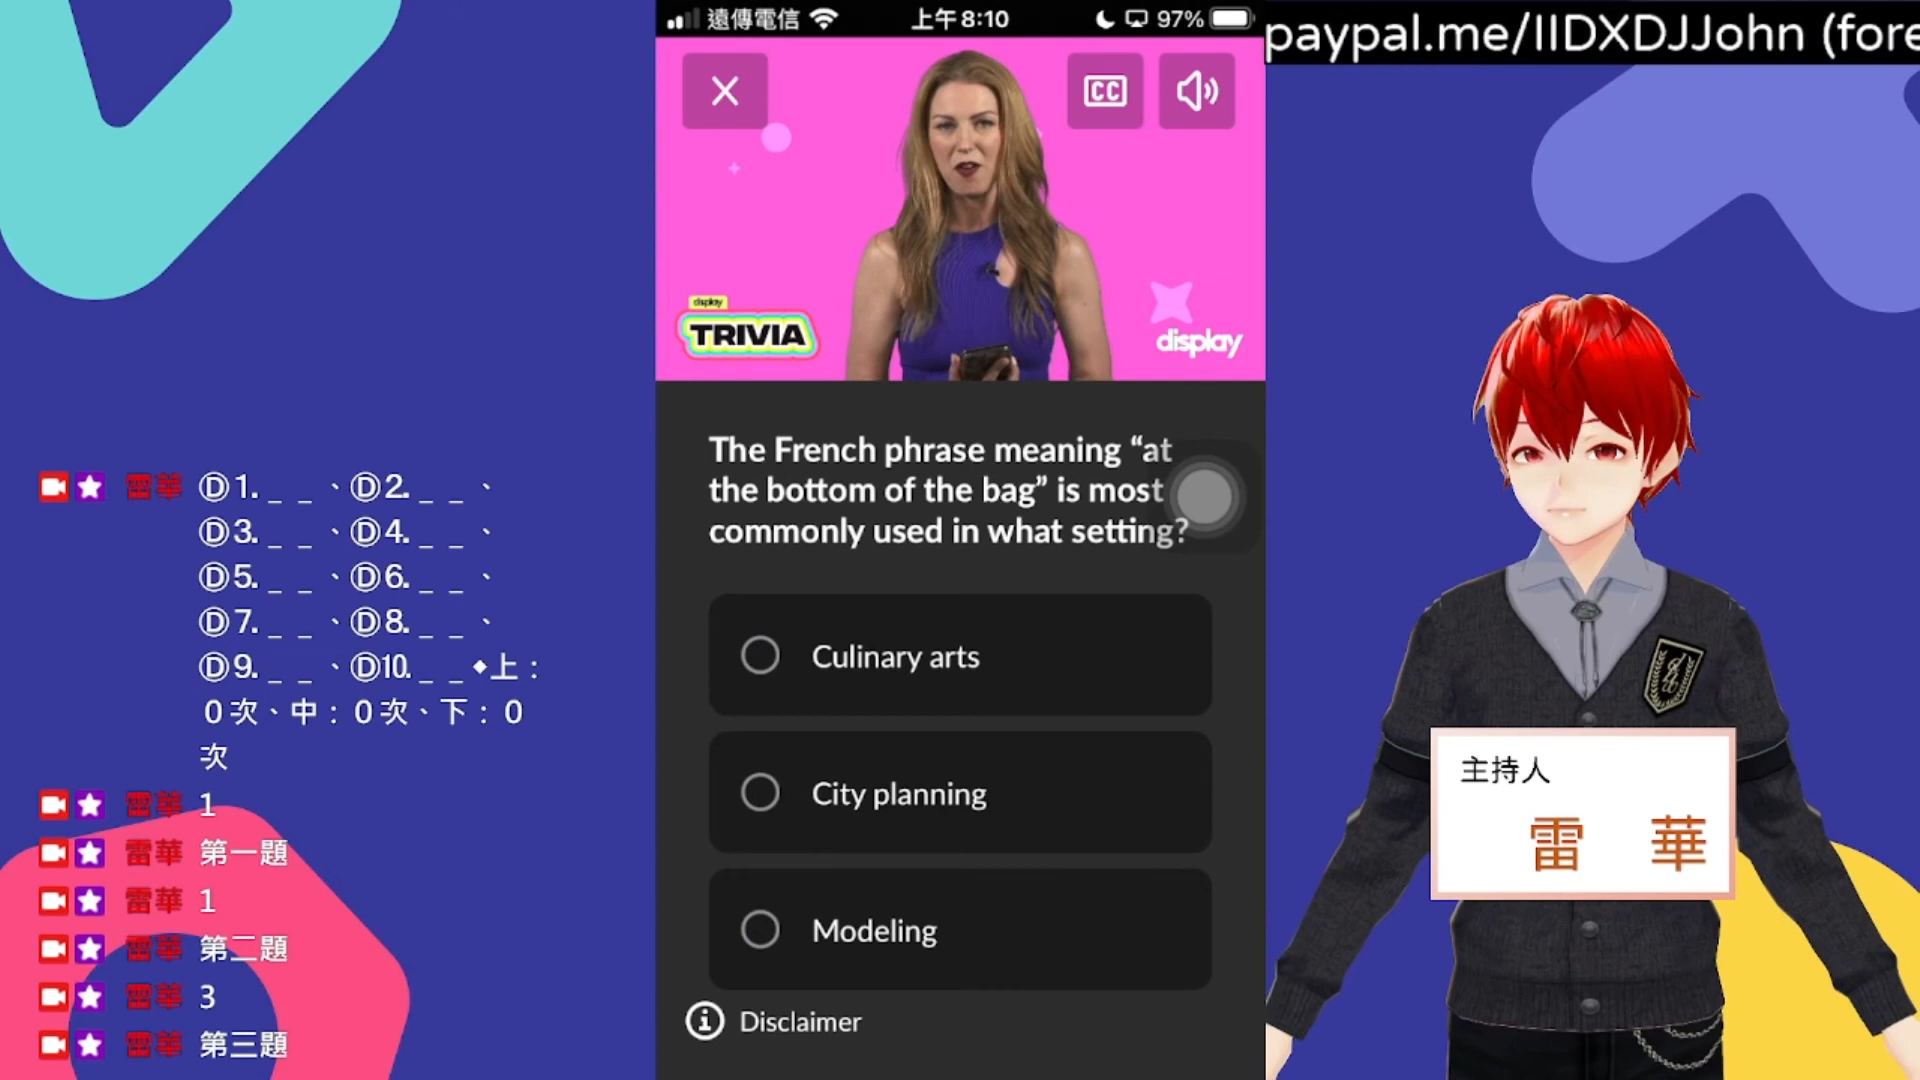 遠傳電信
上午8:10
97%
paypal.me/IIDXDJJohn (fore
CC
display
TRIVIA
display
The French phrase meaning “at
the bottom of the bag” is most
commonly used in what setting?
Culinary arts
City planning
Modeling
Disclaimer
雷華 Ⓓ1. _ _ 、Ⓓ2. _ _ 、
Ⓓ3. _ _ 、Ⓓ4. _ _ 、
Ⓓ5. _ _ 、Ⓓ6. _ _ 、
Ⓓ7. _ _ 、Ⓓ8. _ _ 、
Ⓓ9. _ _ 、Ⓓ10. _ _ ◆上：
0次、中：0次、下：0
次
雷華 1
雷華 第一題
雷華 1
雷華 第二題
雷華 3
雷華 第三題
主持人
雷 華